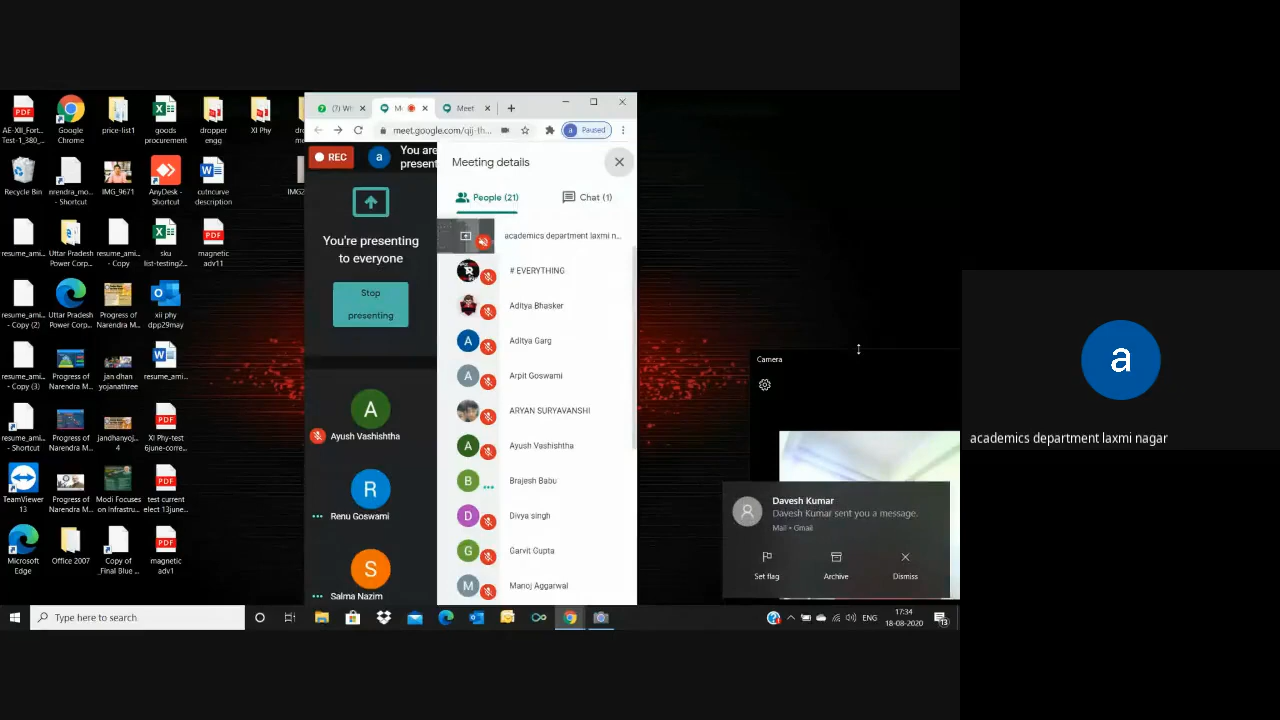 AE-XII_Fort...
Test-1_380_...
Google
Chrome
price-list1
goods
procurement
dropper
engg
XI Phy
Recycle Bin
nrendra_mo...
- Shortcut
IMG_9671
AnyDesk -
Shortcut
cutncurve
description
resume_ami...
Uttar Pradesh
Power Corp...
resume_ami...
- Copy
sku
list-testing2...
magnetic
adv11
resume_ami...
- Copy (2)
Uttar Pradesh
Power Corp...
Progress of
Narendra M...
xii phy
dpp29may
resume_ami...
- Copy (3)
Progress of
Narendra M...
jan dhan
yojanathree
resume_ami...
resume_ami...
- Shortcut
Progress of
Narendra M...
jandhanyoj...
4
XI Phy-test
6june-corre...
TeamViewer
13
Progress of
Narendra M...
Modi Focuses
on Infrastru...
test current
elect 13june...
Microsoft
Edge
Office 2007
Copy of
_Final Blue ...
magnetic
adv1
Meet
meet.google.com/qij-th...
a
Paused
REC
a
You are
present
You're presenting
to everyone
Stop
presenting
A
Ayush Vashishtha
R
Renu Goswami
S
Salma Nazim
Meeting details
People (21)
Chat (1)
academics department laxmi n...
# EVERYTHING
Aditya Bhasker
A
Aditya Garg
A
Arpit Goswami
ARYAN SURYAVANSHI
A
Ayush Vashishtha
B
Brajesh Babu
D
Divya singh
G
Garvit Gupta
M
Manoj Aggarwal
Camera
Davesh Kumar
Davesh Kumar sent you a message.
Mail • Gmail
Set flag
Archive
Dismiss
Type here to search
ENG
17:34
18-08-2020
a
academics department laxmi nagar